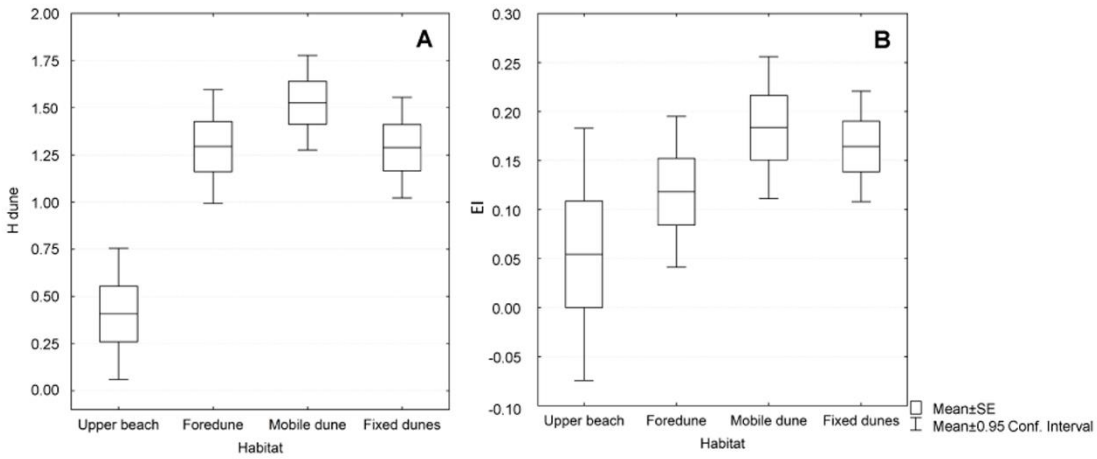 A
2.00
1.75
1.50
1.25
1.00
0.75
0.50
0.25
0.00
H dune
Upper beach Foredune Mobile dune Fixed dunes
Habitat
B
0.30
0.25
0.20
0.15
0.10
0.05
0.00
-0.05
-0.10
EI
Upper beach Foredune Mobile dune Fixed dunes
Habitat
Mean±SE
Mean±0.95 Conf. Interval